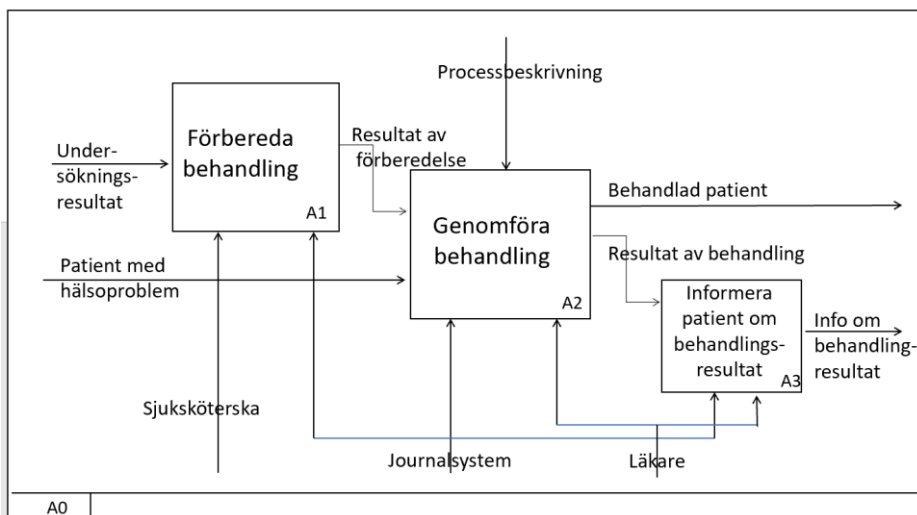 Processbeskrivning
Förbereda
behandling
A1
Resultat av
förberedelse
Under-
söknings-
resultat
Behandlad patient
Genomföra
behandling
A2
Patient med
hälsoproblem
Resultat av behandling
Informera
patient om
behandlings-
resultat
A3
Info om
behandling-
resultat
Sjuksköterska
Journalsystem
Läkare
A0